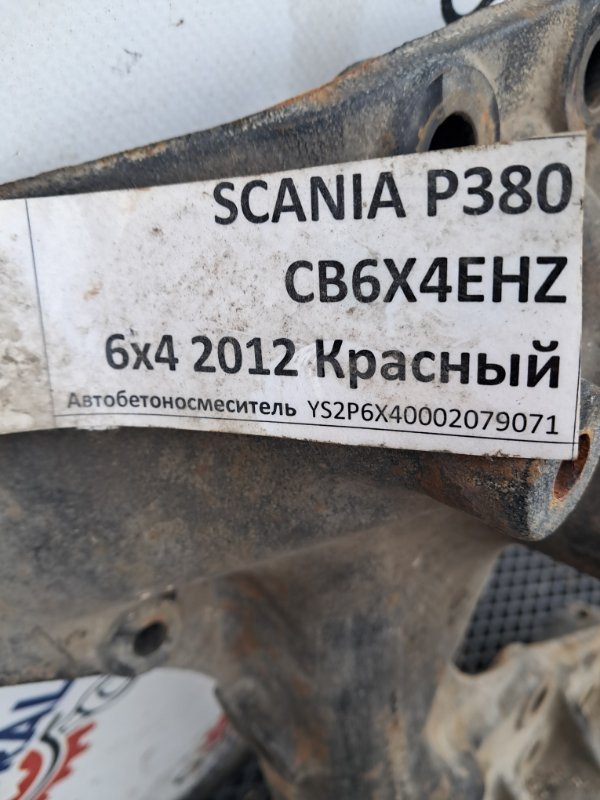 SCANIA P380
CB6X4EHZ
6x4 2012 Красный
Автобетоносмеситель YS2P6X40002079071